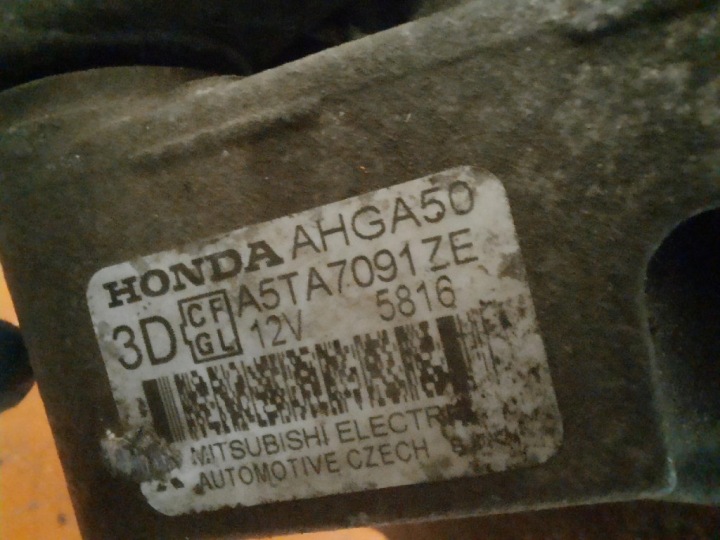 HONDA AHGA50
3D CF GL A5TA7091ZE
12V 5816
MITSUBISHI ELECTRIC
AUTOMOTIVE CZECH